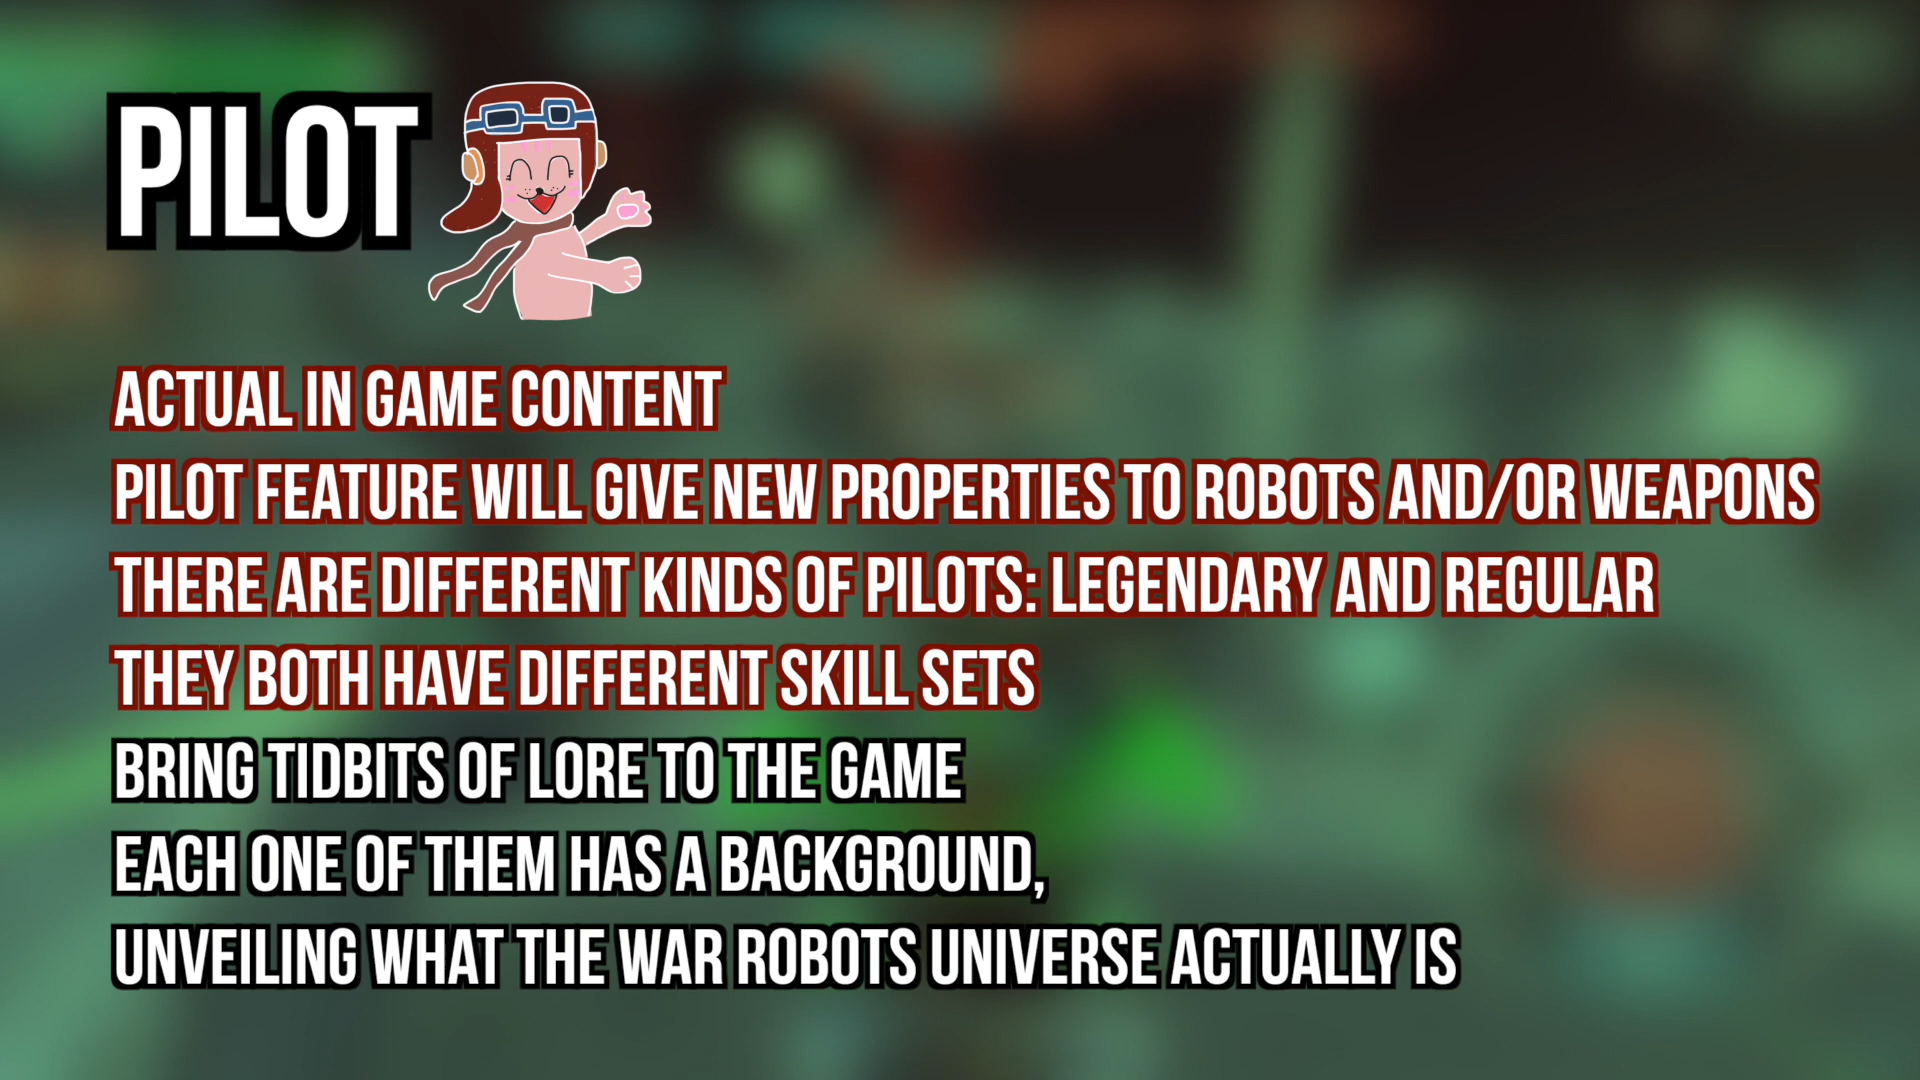 PILOT
ACTUAL IN GAME CONTENT
PILOT FEATURE WILL GIVE NEW PROPERTIES TO ROBOTS AND/OR WEAPONS
THERE ARE DIFFERENT KINDS OF PILOTS: LEGENDARY AND REGULAR
THEY BOTH HAVE DIFFERENT SKILL SETS
BRING TIDBITS OF LORE TO THE GAME
EACH ONE OF THEM HAS A BACKGROUND,
UNVEILING WHAT THE WAR ROBOTS UNIVERSE ACTUALLY IS